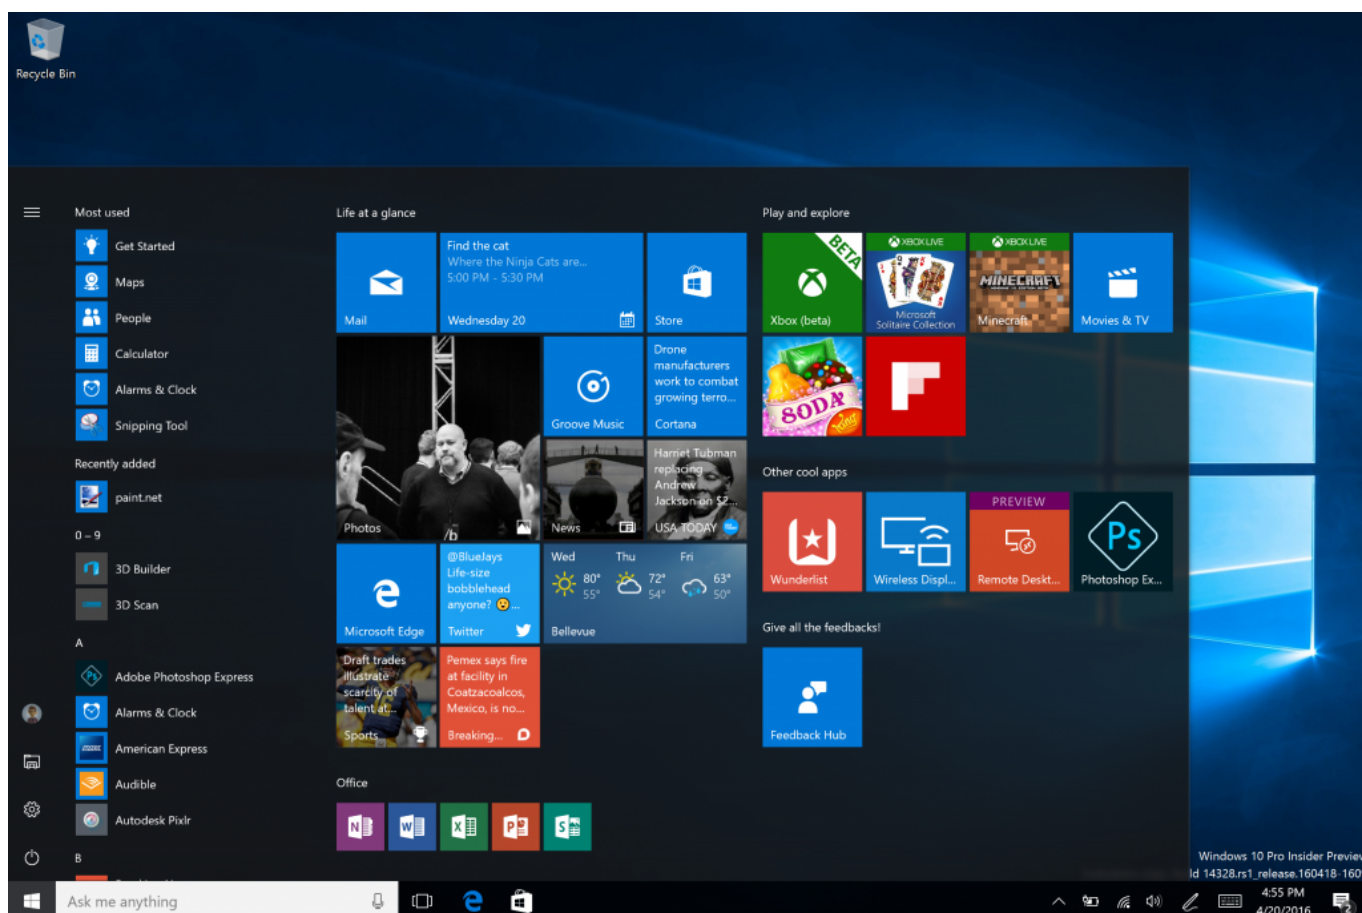 Recycle Bin
Most used
Get Started
Maps
People
Calculator
Alarms & Clock
Snipping Tool
Recently added
paint.net
0 – 9
3D Builder
3D Scan
A
Adobe Photoshop Express
Alarms & Clock
American Express
Audible
Autodesk Pixlr
B
Life at a glance
Mail
Find the cat
Where the Ninja Cats are...
5:00 PM - 5:30 PM
Wednesday 20
Store
Photos
/b
Groove Music
Drone
manufacturers
work to combat
growing terro...
Cortana
News
Harriet Tubman
replacing
Andrew
Jackson on $2...
USA TODAY
e
Microsoft Edge
@BlueJays
Life-size
bobblehead
anyone? 😮...
Twitter
Wed Thu Fri
80° 72° 63°
55° 54° 50°
Bellevue
Draft trades
illustrate
scarcity of
talent at...
Sports
Pemex says fire
at facility in
Coatzacoalcos,
Mexico, is no...
Breaking...
Office
N
W
X
P
S
Play and explore
BETA
Xbox (beta)
XBOX LIVE
Microsoft
Solitaire Collection
XBOX LIVE
MINECRAFT
Minecraft
Movies & TV
SODA
King
Other cool apps
Wunderlist
Wireless Displ...
PREVIEW
Remote Deskt...
Ps
Photoshop Ex...
Give all the feedbacks!
Feedback Hub
Windows 10 Pro Insider Preview
ld 14328.rs1_release.160418-160
Ask me anything
e
4:55 PM
4/20/2016
2